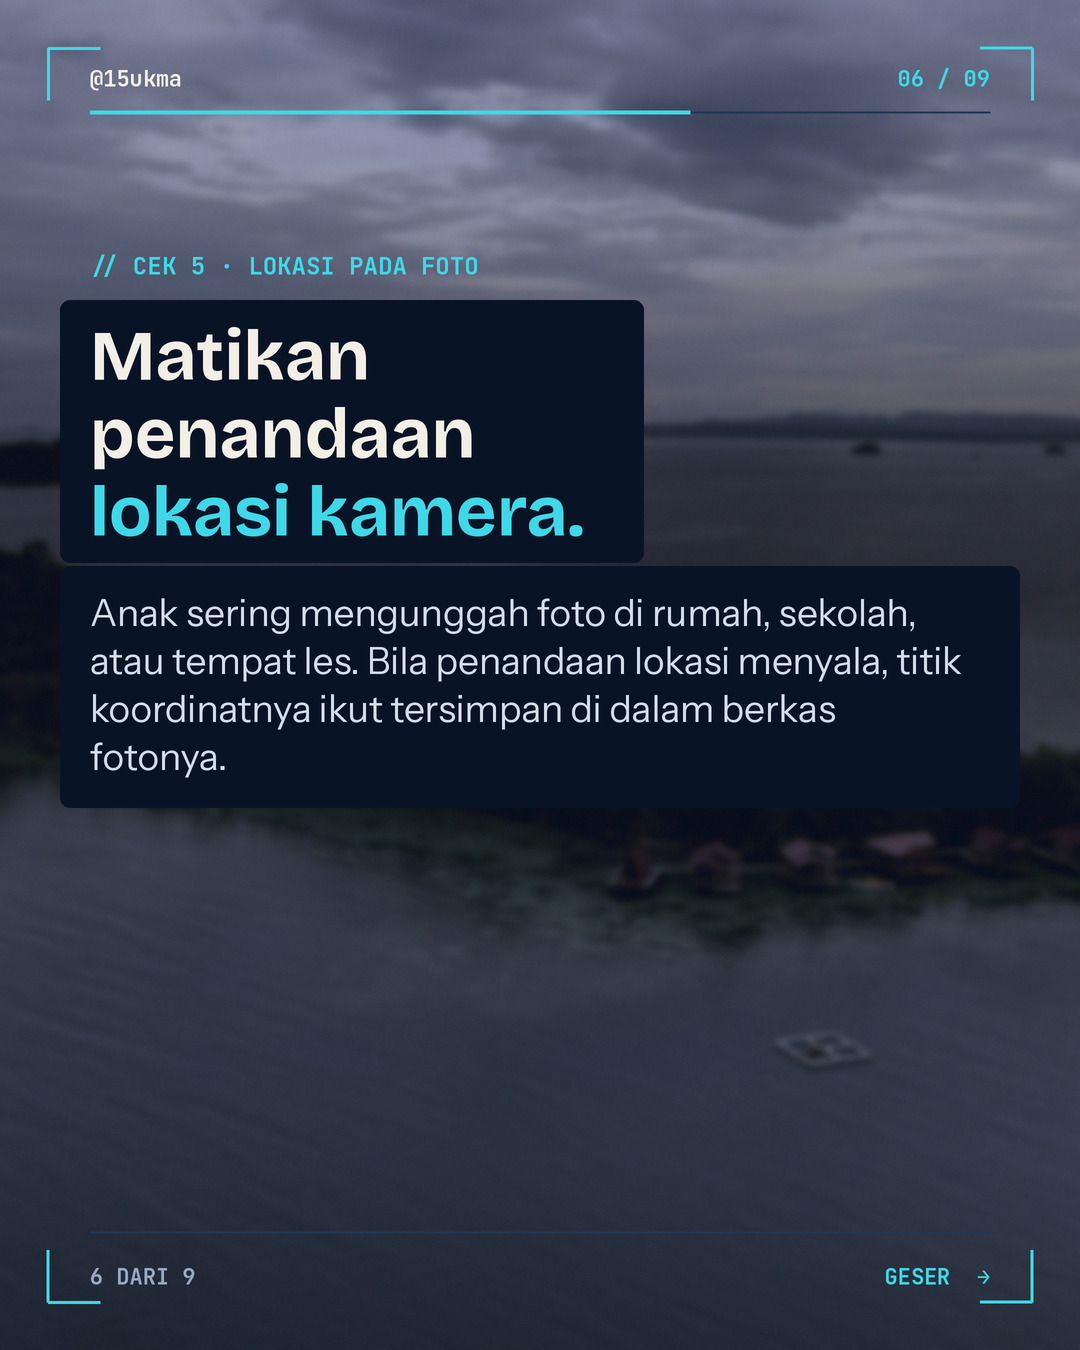 @15ukma
06 / 09
// CEK 5 · LOKASI PADA FOTO
Matikan
penandaan
lokasi kamera.
Anak sering mengunggah foto di rumah, sekolah,
atau tempat les. Bila penandaan lokasi menyala, titik
koordinatnya ikut tersimpan di dalam berkas
fotonya.
6 DARI 9
GESER →